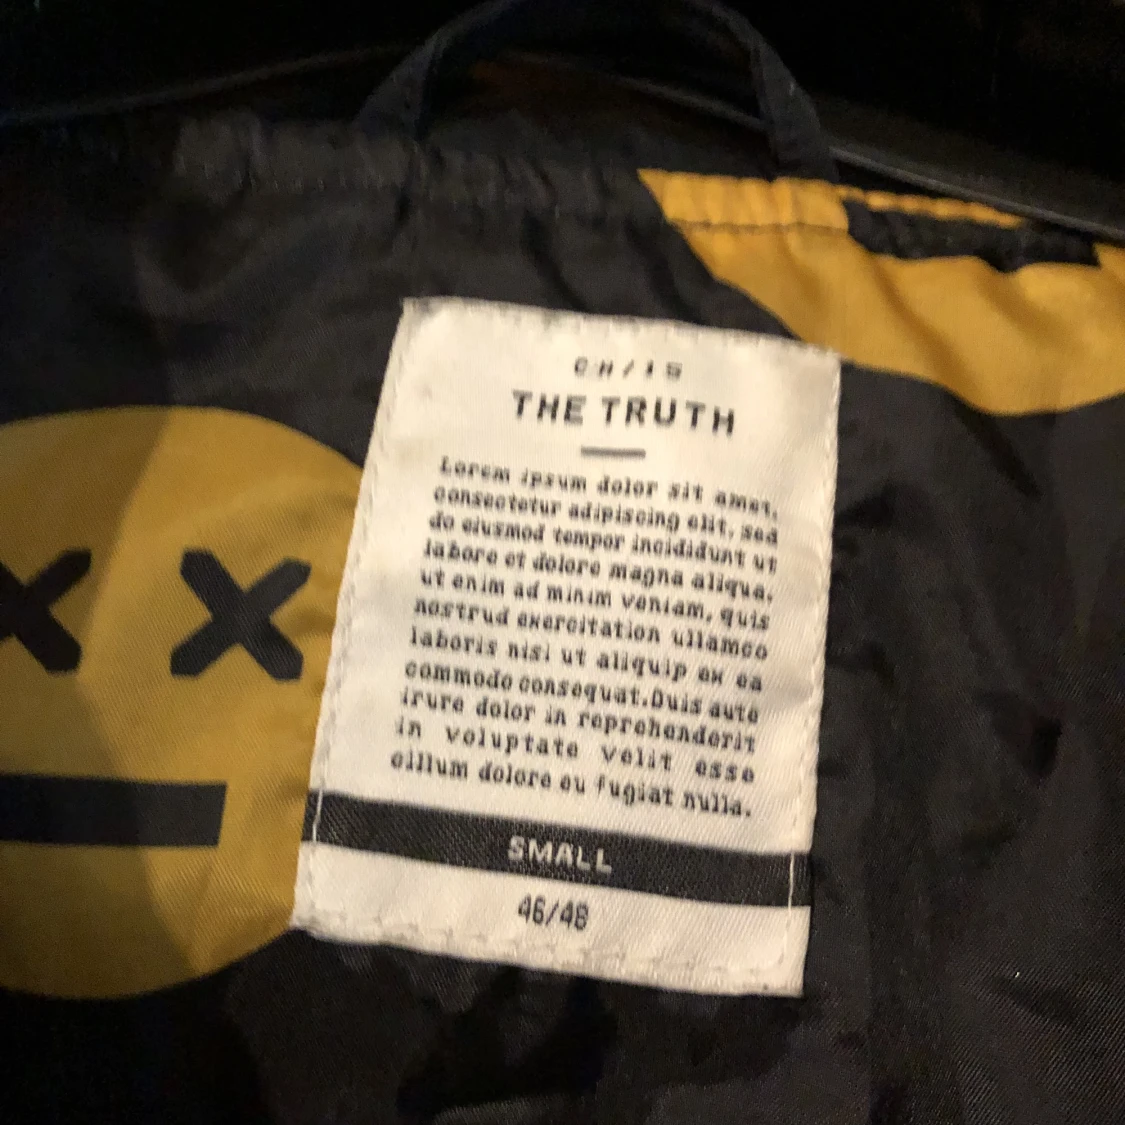 CH/IS
THE TRUTH
Lorem ipsum dolor sit amet,
consectetur adipiscing elit, sed
do eiusmod tempor incididunt ut
labore et dolore magna aliqua,
ut enim ad minim veniam, quis
nostrud exercitation ullamco
laboris nisi ut aliquip ex ea
commodo consequat.Duis aute
irure dolor in reprehenderit
in voluptate velit esse
cillum dolore eu fugiat nulla.
SMALL
46/48